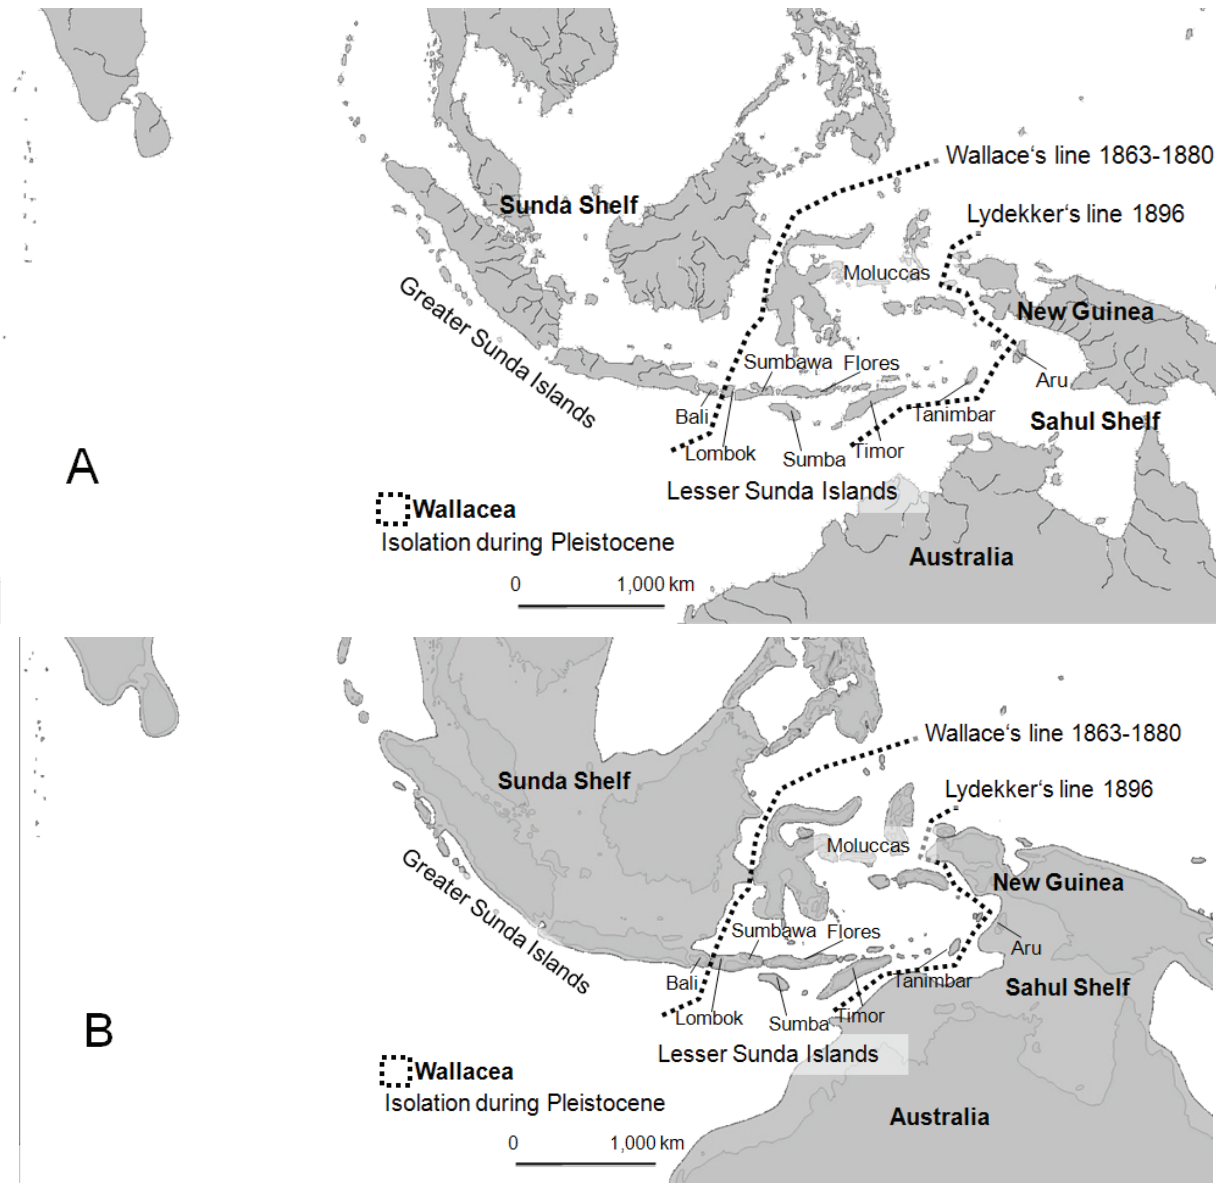 Wallace‘s line 1863-1880
Lydekker‘s line 1896
Sunda Shelf
Moluccas
Greater Sunda Islands
New Guinea
Sumbawa
Flores
Aru
Bali
Tanimbar
Sahul Shelf
Lombok
Sumba
Timor
A
Lesser Sunda Islands
Wallacea
Isolation during Pleistocene
Australia
0 1,000 km
Wallace‘s line 1863-1880
Sunda Shelf
Lydekker‘s line 1896
Moluccas
Greater Sunda Islands
New Guinea
Sumbawa
Flores
Aru
Bali
Tanimbar
Sahul Shelf
Lombok
Sumba
Timor
B
Lesser Sunda Islands
Wallacea
Isolation during Pleistocene
Australia
0 1,000 km